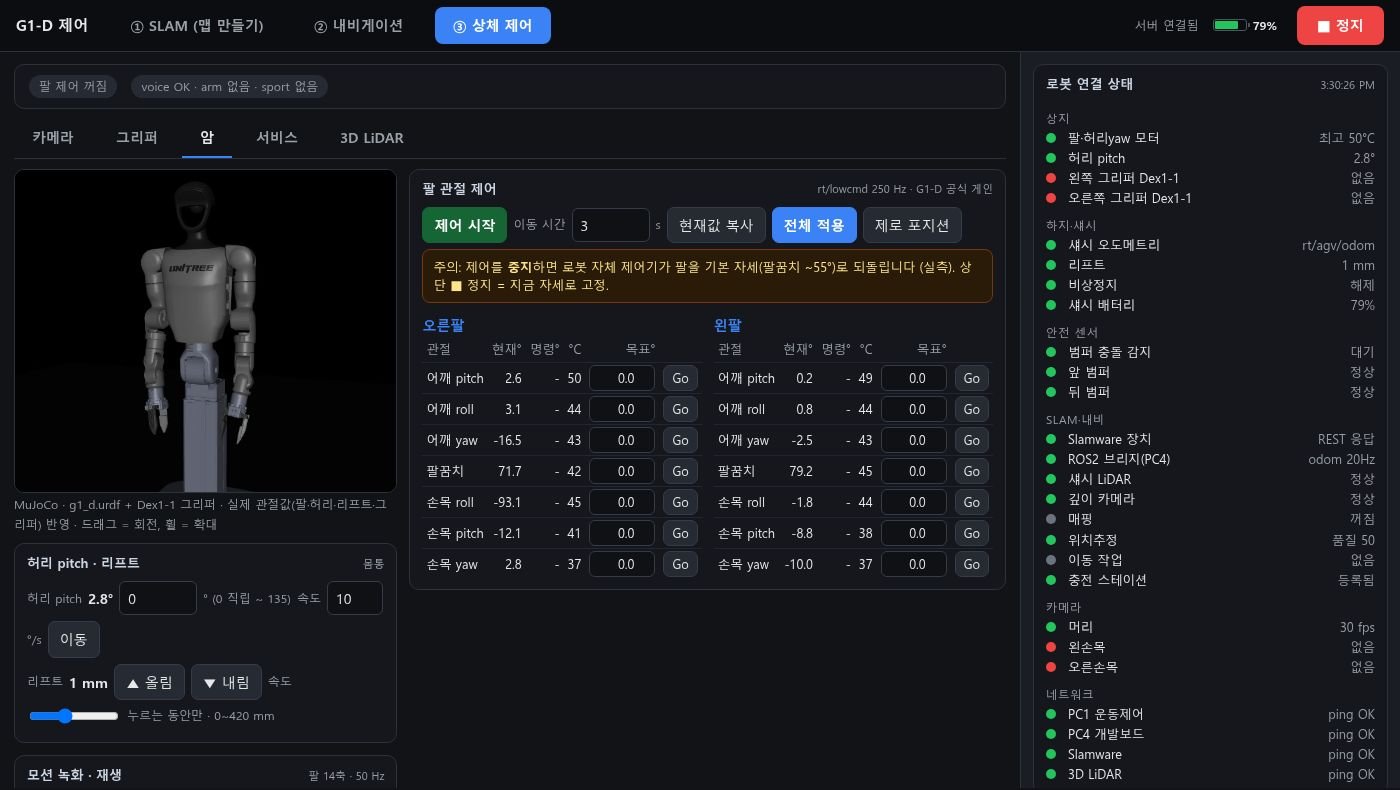 G1-D 제어
① SLAM (맵 만들기)
② 내비게이션
③ 상체 제어
서버 연결됨
79%
■ 정지
팔 제어 꺼짐
voice OK · arm 없음 · sport 없음
카메라
그리퍼
암
서비스
3D LiDAR
UNITREE
MuJoCo · g1_d.urdf + Dex1-1 그리퍼 · 실제 관절값(팔·허리·리프트·그
리퍼) 반영 · 드래그 = 회전, 휠 = 확대
허리 pitch · 리프트 몸통
허리 pitch 2.8° 0 ° (0 직립 ~ 135) 속도 10
°/s 이동
리프트 1 mm ▲ 올림 ▼ 내림 속도
누르는 동안만 · 0~420 mm
모션 녹화 · 재생 팔 14축 · 50 Hz
팔 관절 제어 rt/lowcmd 250 Hz · G1-D 공식 게인
제어 시작 이동 시간 3 s 현재값 복사 전체 적용 제로 포지션
주의: 제어를 중지하면 로봇 자체 제어기가 팔을 기본 자세(팔꿈치 ~55°)로 되돌립니다 (실측). 상
단 ■ 정지 = 지금 자세로 고정.
오른팔
관절 현재° 명령° °C 목표°
어깨 pitch 2.6 - 50 0.0 Go
어깨 roll 3.1 - 44 0.0 Go
어깨 yaw -16.5 - 43 0.0 Go
팔꿈치 71.7 - 42 0.0 Go
손목 roll -93.1 - 45 0.0 Go
손목 pitch -12.1 - 41 0.0 Go
손목 yaw 2.8 - 37 0.0 Go
왼팔
관절 현재° 명령° °C 목표°
어깨 pitch 0.2 - 49 0.0 Go
어깨 roll 0.8 - 44 0.0 Go
어깨 yaw -2.5 - 43 0.0 Go
팔꿈치 79.2 - 45 0.0 Go
손목 roll -1.8 - 44 0.0 Go
손목 pitch -8.8 - 38 0.0 Go
손목 yaw -10.0 - 37 0.0 Go
로봇 연결 상태 3:30:26 PM
상지
팔·허리yaw 모터 최고 50°C
허리 pitch 2.8°
왼쪽 그리퍼 Dex1-1 없음
오른쪽 그리퍼 Dex1-1 없음
하지·섀시
섀시 오도메트리 rt/agv/odom
리프트 1 mm
비상정지 해제
섀시 배터리 79%
안전 센서
범퍼 충돌 감지 대기
앞 범퍼 정상
뒤 범퍼 정상
SLAM·내비
Slamware 장치 REST 응답
ROS2 브리지(PC4) odom 20Hz
섀시 LiDAR 정상
깊이 카메라 정상
매핑 꺼짐
위치추정 품질 50
이동 작업 없음
충전 스테이션 등록됨
카메라
머리 30 fps
왼손목 없음
오른손목 없음
네트워크
PC1 운동제어 ping OK
PC4 개발보드 ping OK
Slamware ping OK
3D LiDAR ping OK